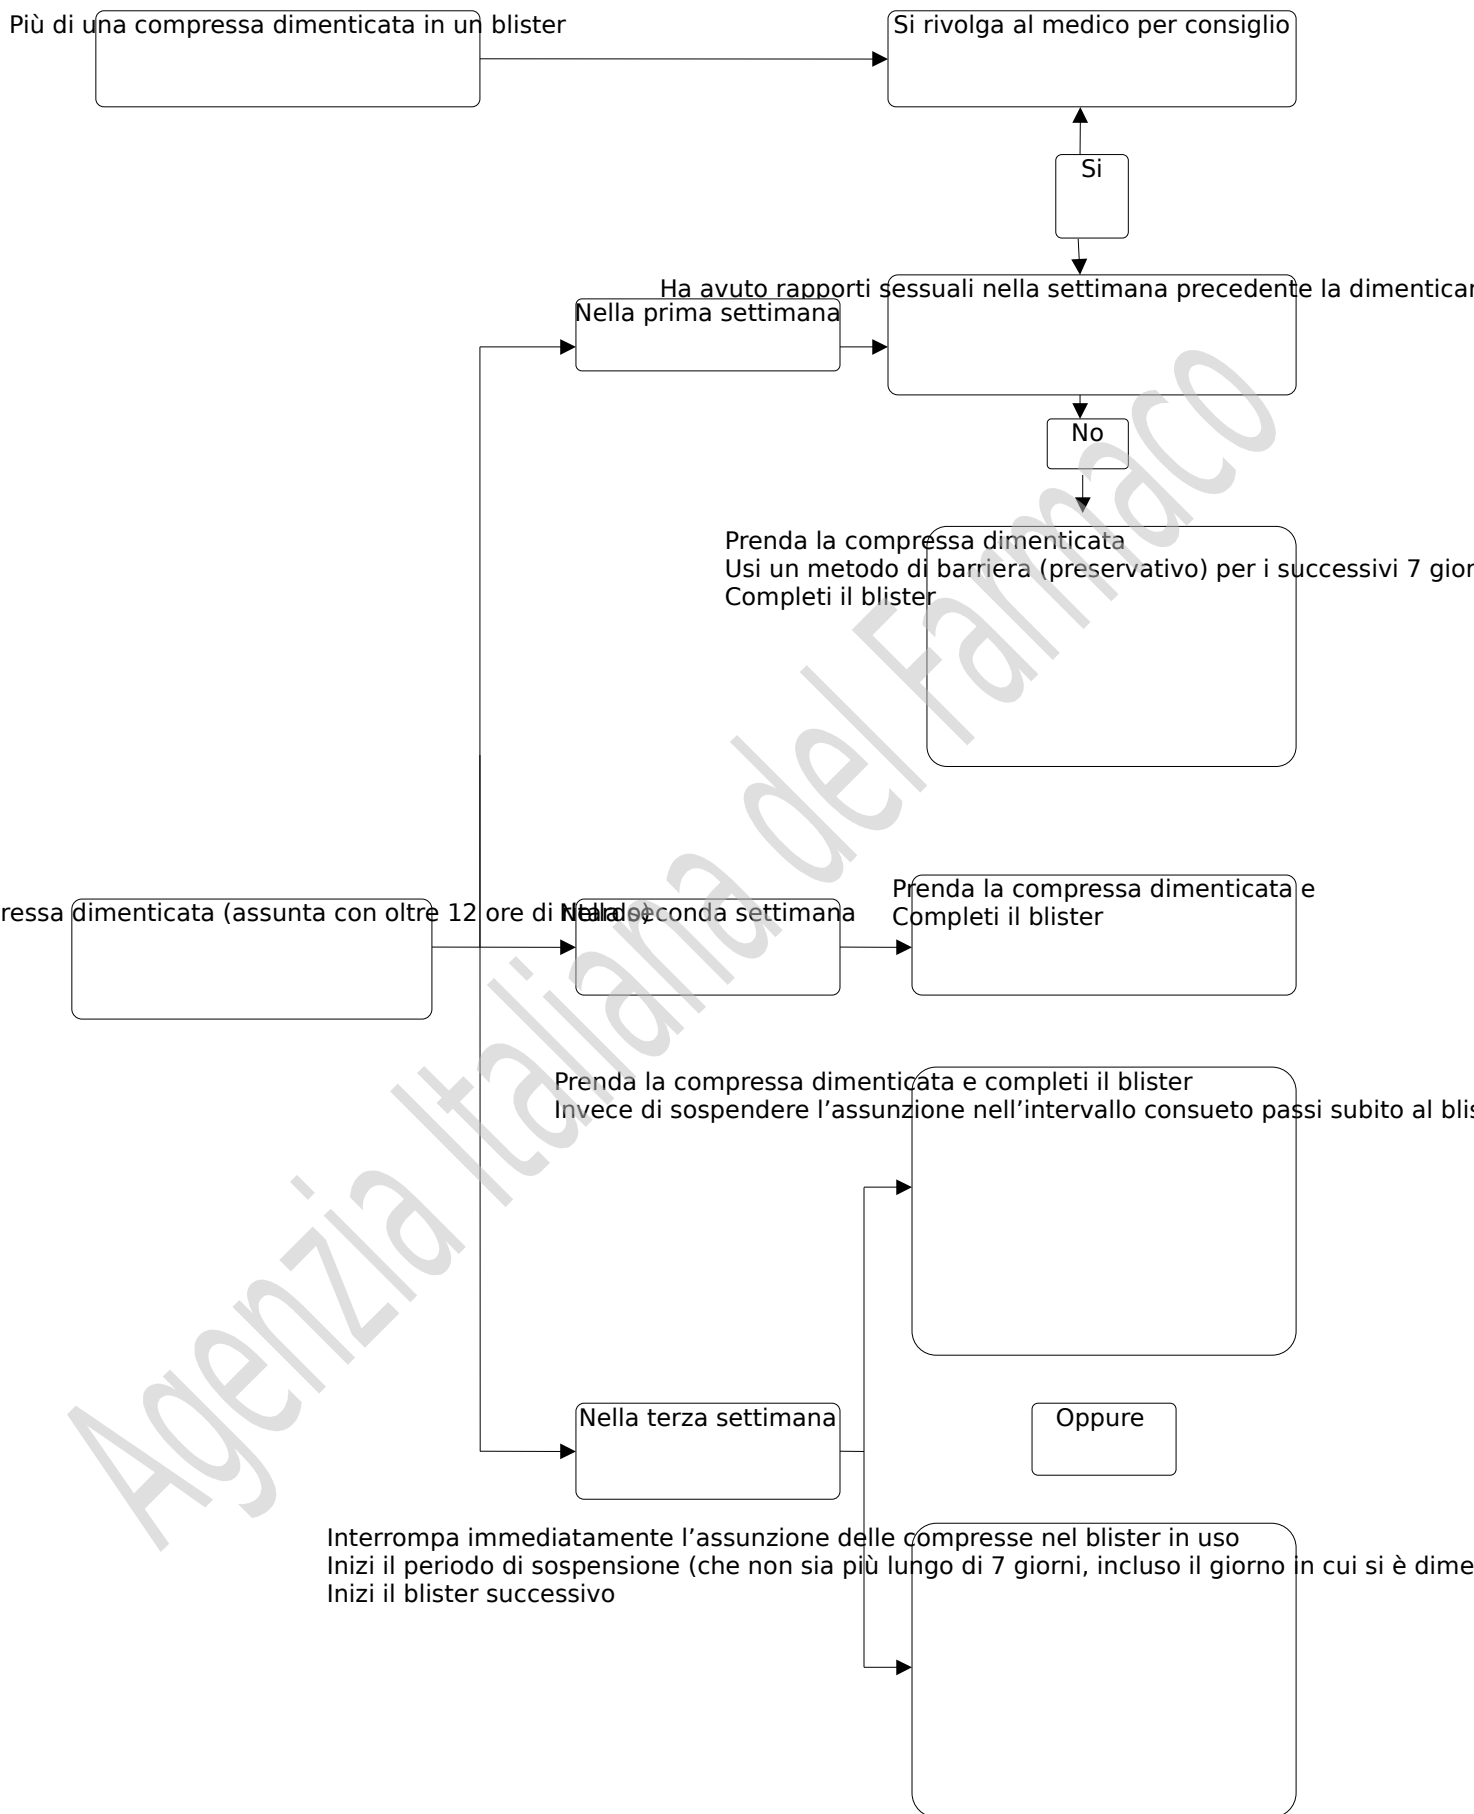 Più di una compressa dimenticata in un blister
Si rivolga al medico per consiglio
Si
Ha avuto rapporti sessuali nella settimana precedente la
Nella prima settimana
No
Prenda la compressa dimenticata
Usi un metodo di barriera (preservativo) per i successivi 7
Completi il blister
dimenticata (assunta con oltre 12 ore di ritardo)
Nella seconda settimana
Prenda la compressa dimenticata e
Completi il blister
Prenda la compressa dimenticata e completi il blister
Invece di sospendere l’assunzione nell’intervallo consueto passi subito al
Nella terza settimana
Oppure
Interrompa immediatamente l’assunzione delle compresse nel blister in uso
Inizi il periodo di sospensione (che non sia più lungo di 7 giorni, incluso il giorno in cui si è
Inizi il blister successivo
Agenzia Italiana del Farmaco